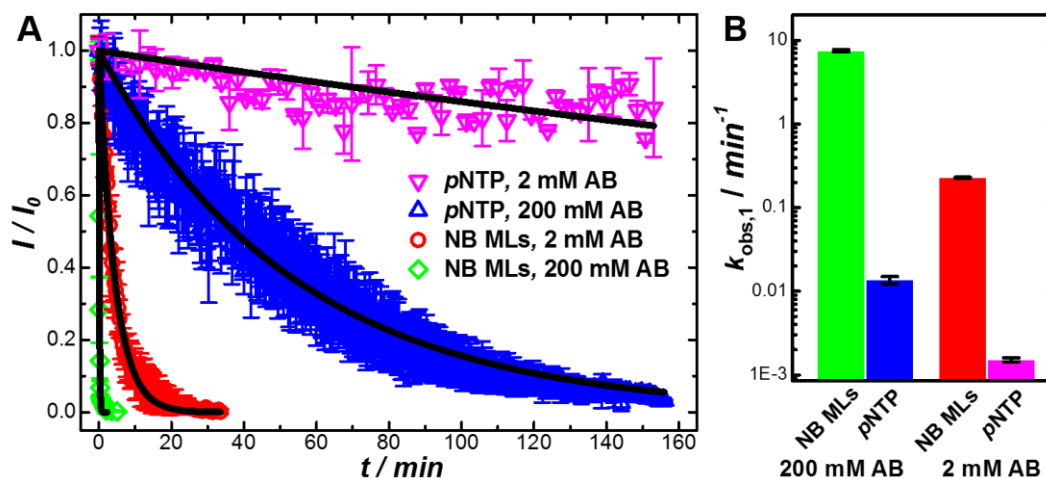 A
1.0
0.8
0.6
0.4
0.2
0.0
I / I0
0 20 40 60 80 100 120 140 160
t / min
pNTP, 2 mM AB
pNTP, 200 mM AB
NB MLs, 2 mM AB
NB MLs, 200 mM AB
B
10
1
0.1
0.01
1E-3
kobs,1 / min-1
NB MLs pNTP NB MLs pNTP
200 mM AB 2 mM AB